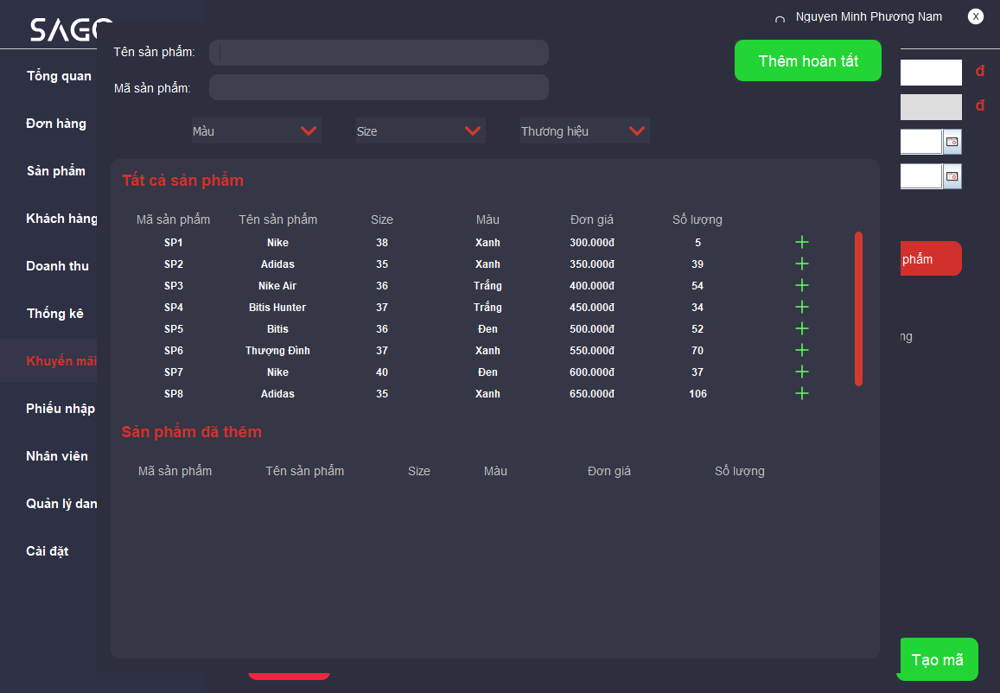 SAGO
Nguyen Minh Phương Nam
X
Tổng quan
Đơn hàng
Sản phẩm
Khách hàng
Doanh thu
Thống kê
Khuyến mãi
Phiếu nhập
Nhân viên
Quản lý dan
Cài đặt
Tên sản phẩm:
Mã sản phẩm:
Thêm hoàn tất
Màu
Size
Thương hiệu
đ
đ
phẩm
ng
Tất cả sản phẩm
Mã sản phẩm Tên sản phẩm Size Màu Đơn giá Số lượng
SP1 Nike 38 Xanh 300.000đ 5
SP2 Adidas 35 Xanh 350.000đ 39
SP3 Nike Air 36 Trắng 400.000đ 54
SP4 Bitis Hunter 37 Trắng 450.000đ 34
SP5 Bitis 36 Đen 500.000đ 52
SP6 Thượng Đình 37 Xanh 550.000đ 70
SP7 Nike 40 Đen 600.000đ 37
SP8 Adidas 35 Xanh 650.000đ 106
Sản phẩm đã thêm
Mã sản phẩm Tên sản phẩm Size Màu Đơn giá Số lượng
Tạo mã